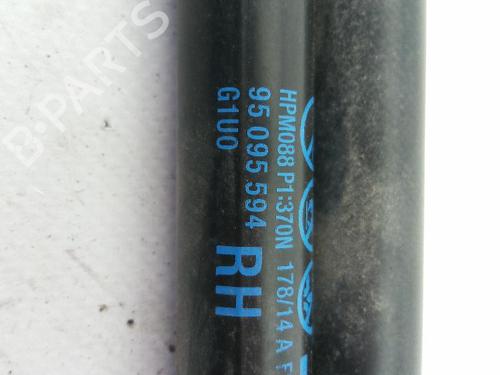 HPM088 P1:370N 178/14 A
95 095 594 RH
G1U0
B-PARTS